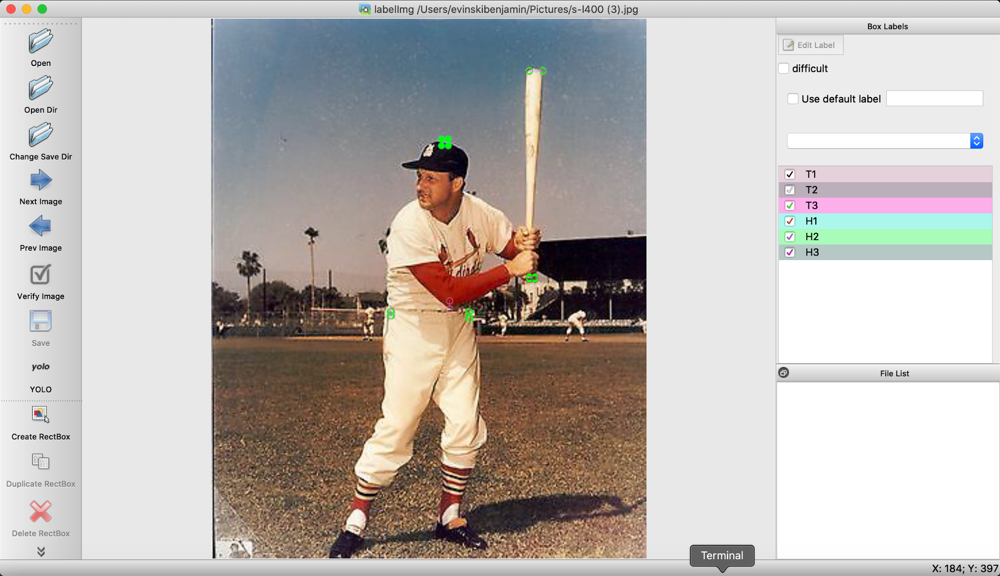 labelImg /Users/evinskibenjamin/Pictures/s-l400 (3).jpg
Open
Open Dir
Change Save Dir
Next Image
Prev Image
Verify Image
Save
yolo
YOLO
Create RectBox
Duplicate RectBox
Delete RectBox
Box Labels
Edit Label
difficult
Use default label
T1
T2
T3
H1
H2
H3
File List
Terminal
X: 184; Y: 397